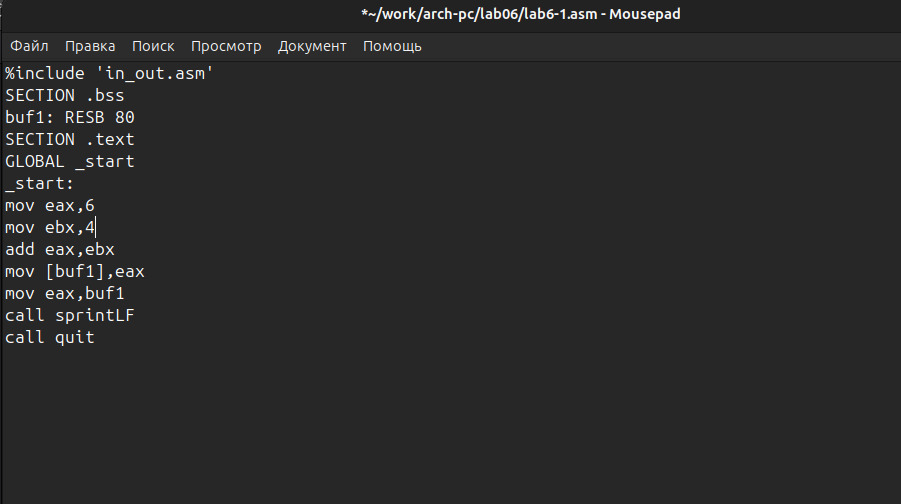 *~/work/arch-pc/lab06/lab6-1.asm - Mousepad
Файл Правка Поиск Просмотр Документ Помощь
%include 'in_out.asm'
SECTION .bss
buf1: RESB 80
SECTION .text
GLOBAL _start
_start:
mov eax,6
mov ebx,4
add eax,ebx
mov [buf1],eax
mov eax,buf1
call sprintLF
call quit